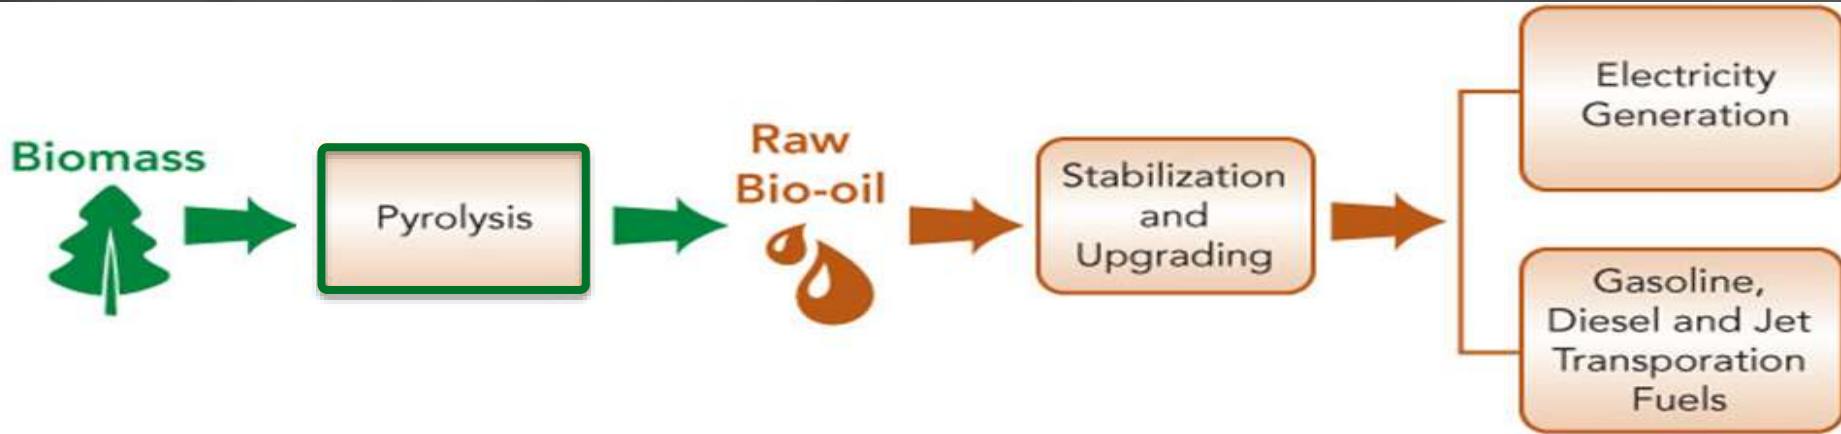 Biomass
Pyrolysis
Raw
Bio-oil
Stabilization
and
Upgrading
Electricity
Generation
Gasoline,
Diesel and Jet
Transporation
Fuels